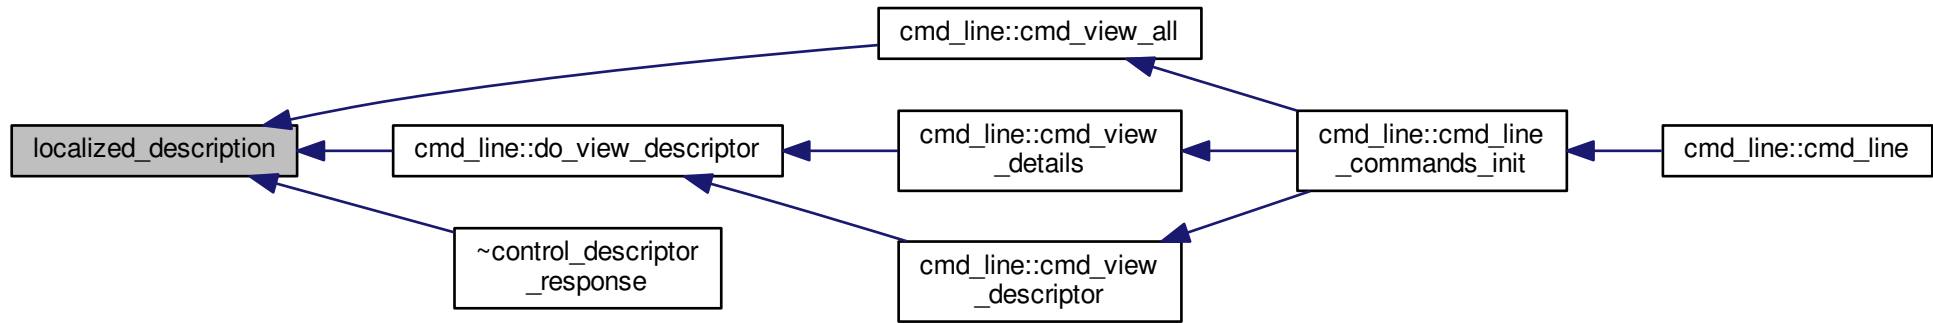 localized_description
cmd_line::cmd_view_all
cmd_line::do_view_descriptor
~control_descriptor
_response
cmd_line::cmd_view
_details
cmd_line::cmd_view
_descriptor
cmd_line::cmd_line
_commands_init
cmd_line::cmd_line